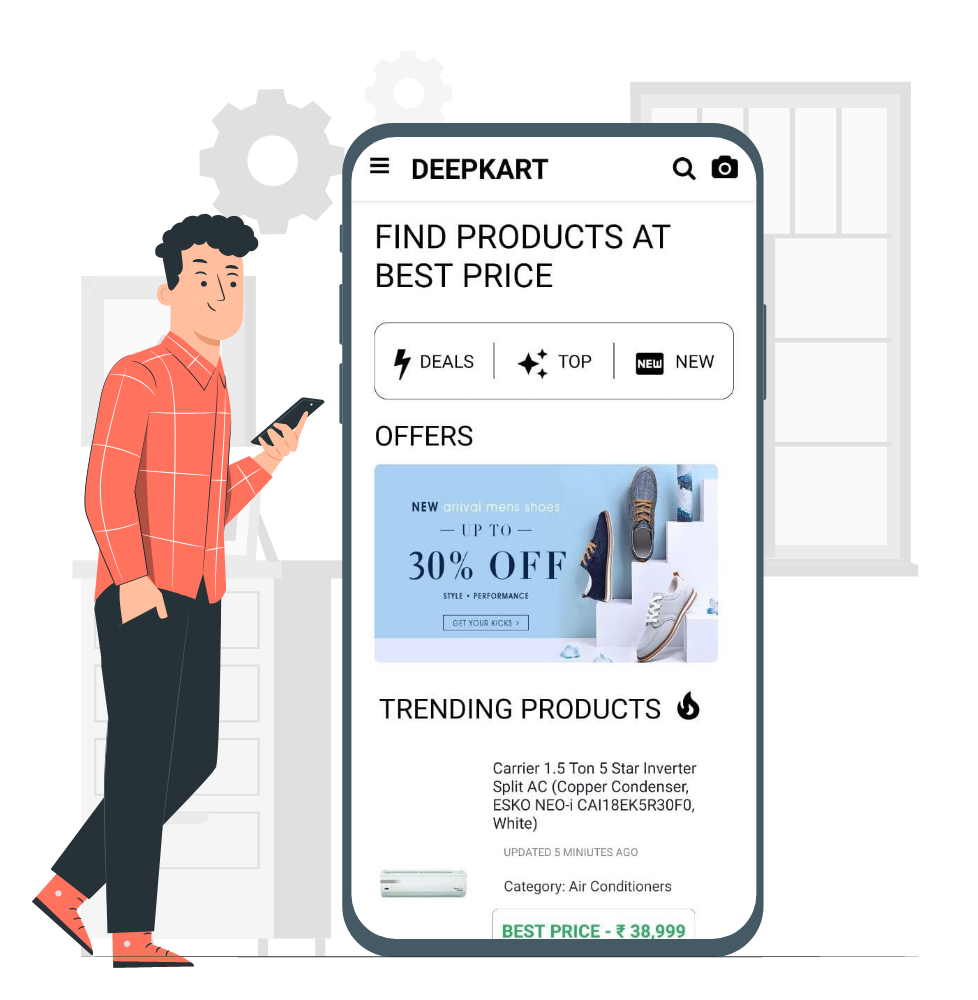 DEEPKART
FIND PRODUCTS AT
BEST PRICE
DEALS
TOP
NEW
NEW
OFFERS
NEW arrival mens shoes
— UP TO —
30% OFF
STYLE • PERFORMANCE
GET YOUR KICKS >
TRENDING PRODUCTS
Carrier 1.5 Ton 5 Star Inverter
Split AC (Copper Condenser,
ESKO NEO-i CAI18EK5R30F0,
White)
UPDATED 5 MINIUTES AGO
Category: Air Conditioners
BEST PRICE - ₹ 38,999